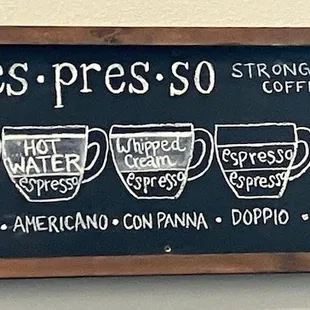 es·pres·so
STRONG
COFF
HOT
WATER
espresso
Whipped
Cream
espresso
espresso
espresso
· AMERICANO · CON PANNA · DOPPIO ·